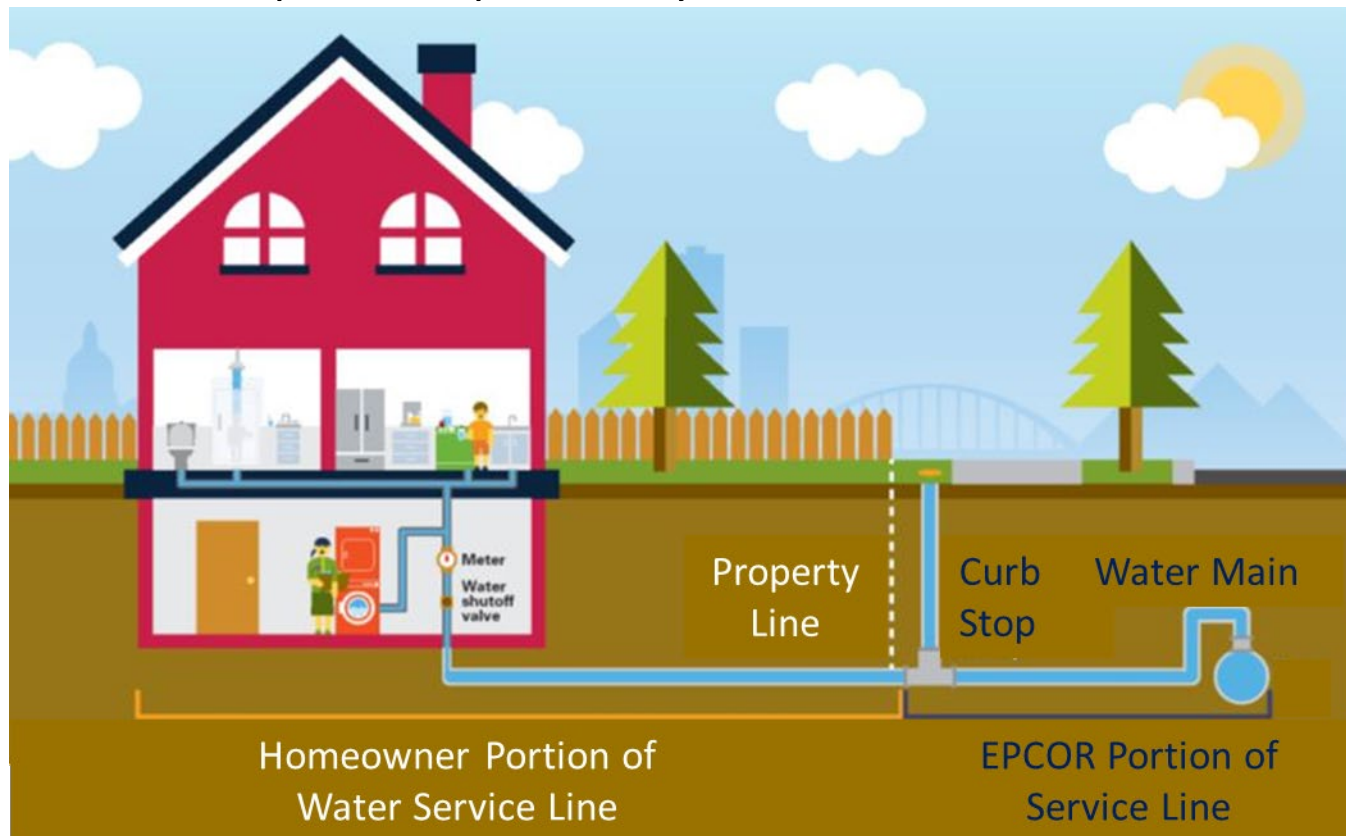 Meter
Water
shutoff
valve
Property
Line
Curb
Stop
Water Main
Homeowner Portion of
Water Service Line
EPCOR Portion of
Service Line